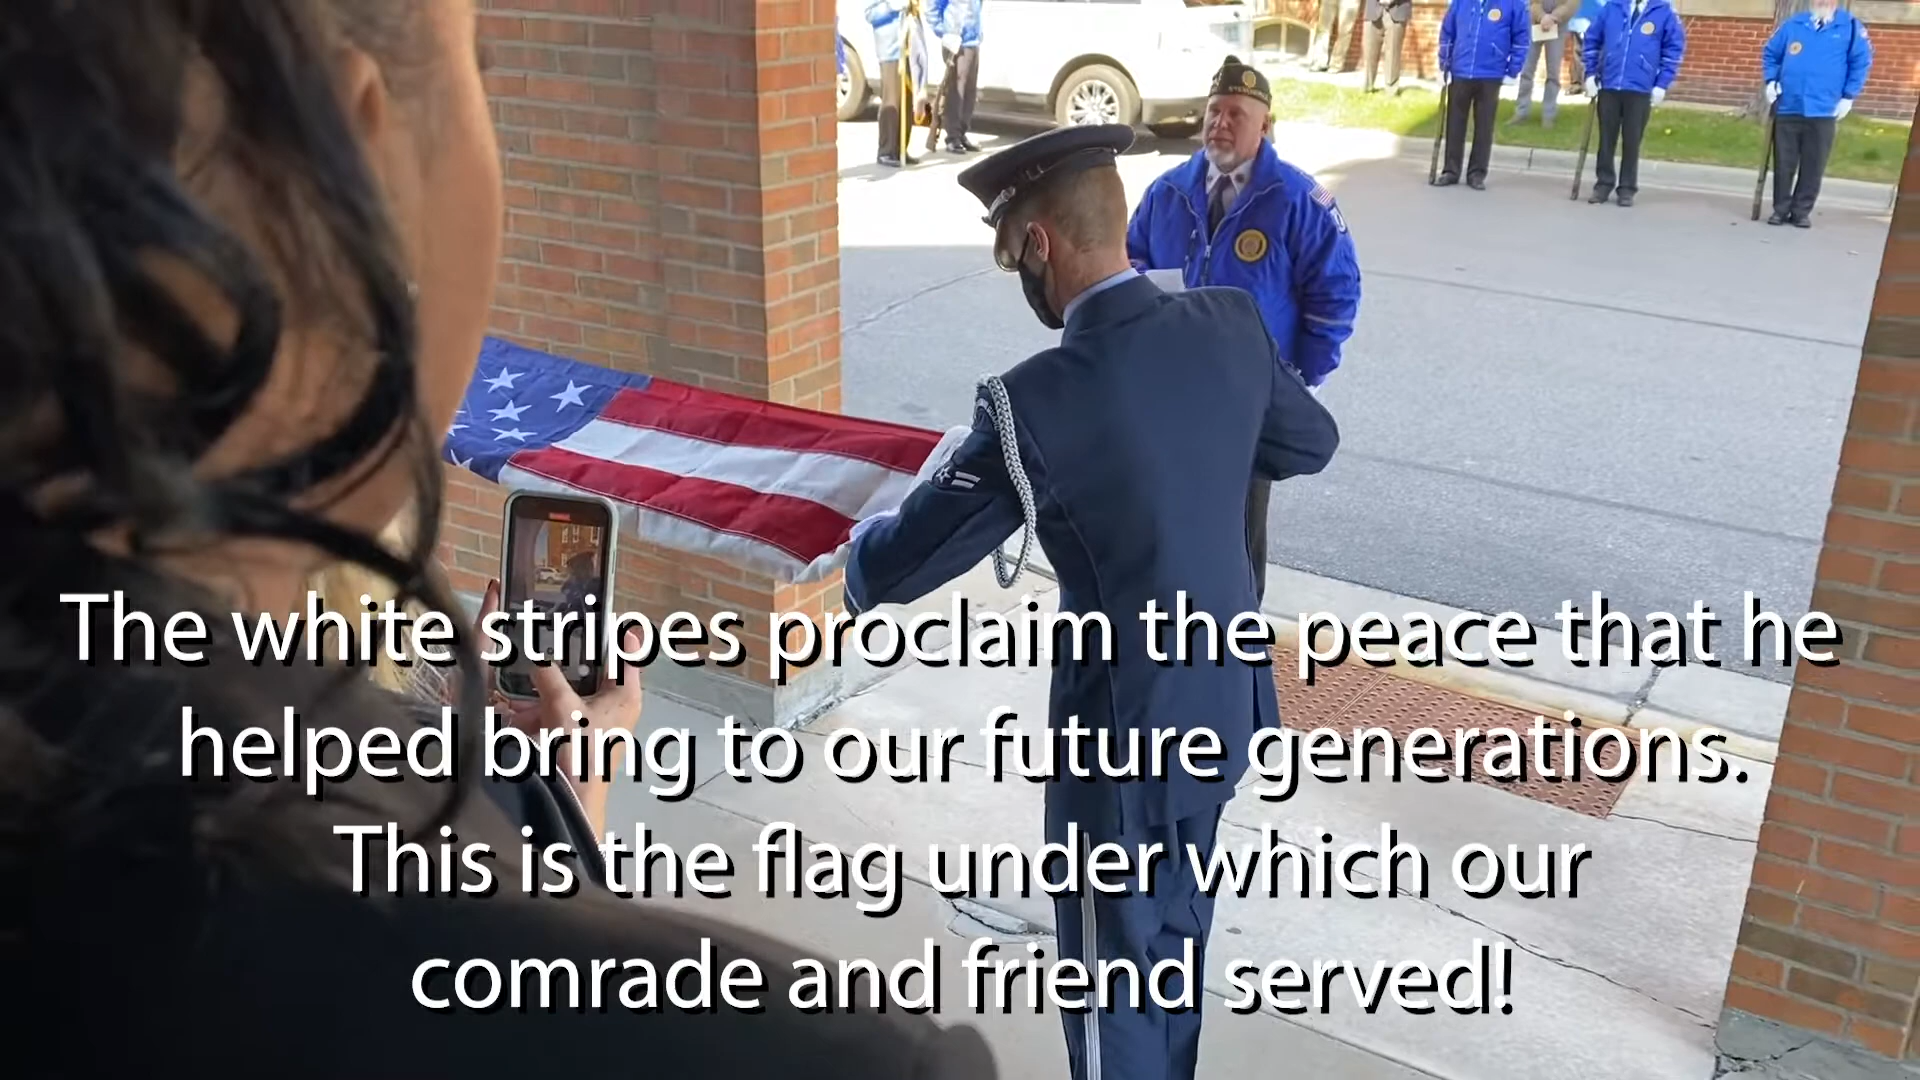 The white stripes proclaim the peace that he
helped bring to our future generations.
This is the flag under which our
comrade and friend served!